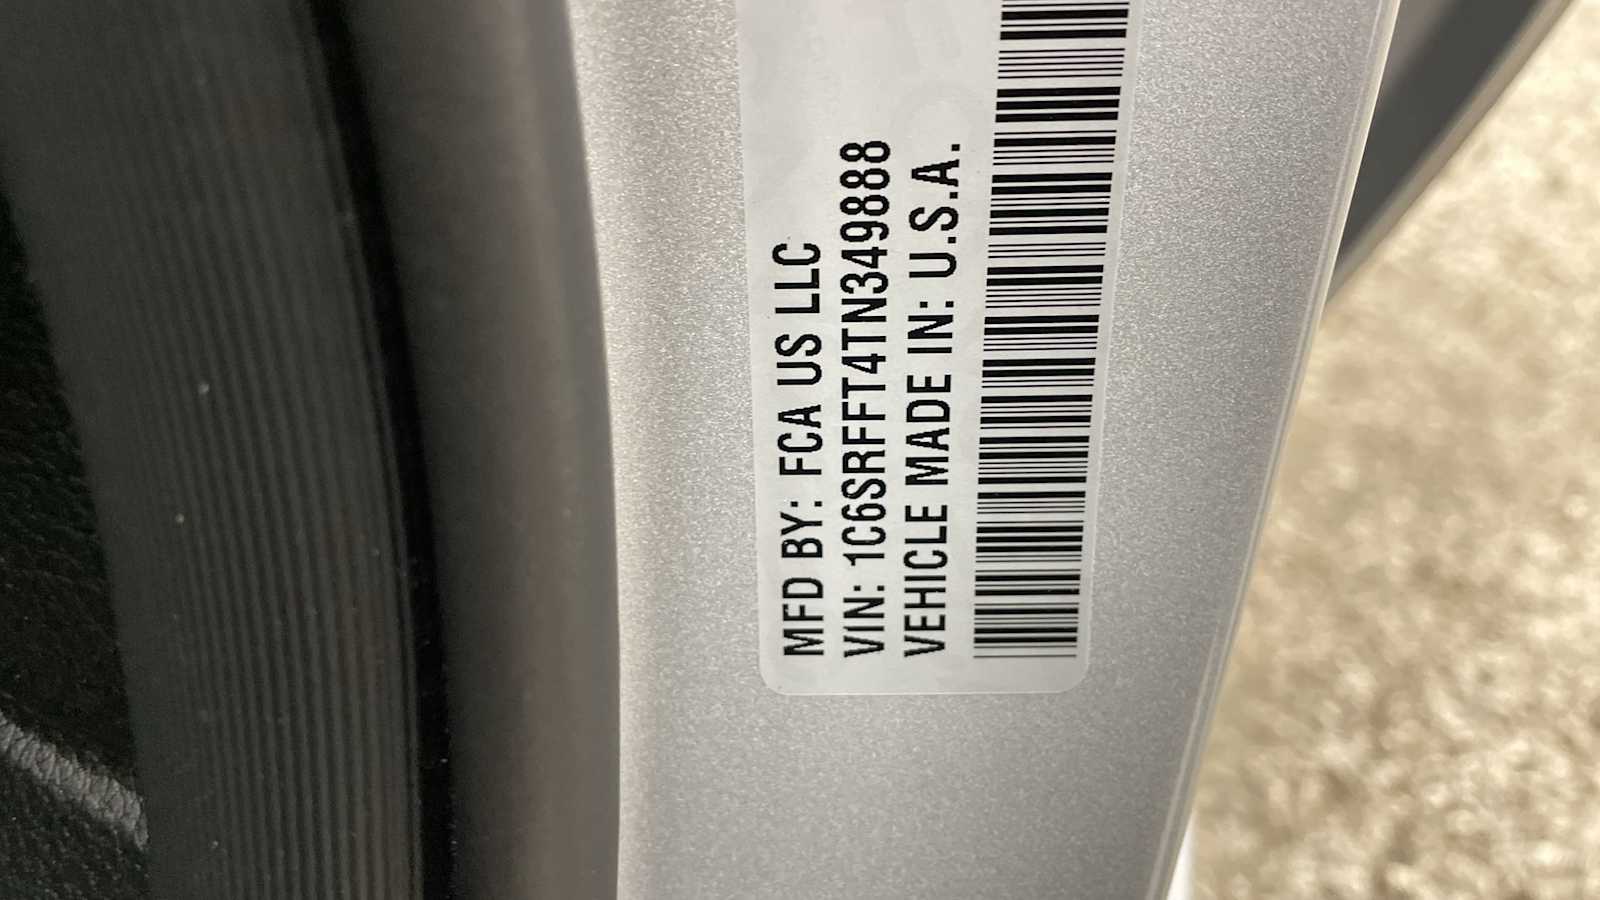 MFD BY: FCA US LLC
VIN: 1C6SRFFT4TN349888
VEHICLE MADE IN: U.S.A.